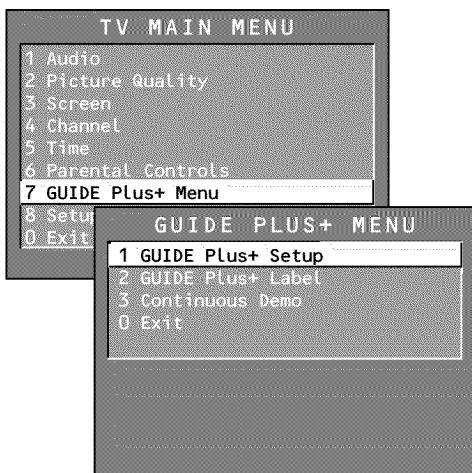 TV MAIN MENU
1 Audio
2 Picture Quality
3 Screen
4 Channel
5 Time
6 Parental Controls
7 GUIDE Plus+ Menu
8 Setu
0 Exit
GUIDE PLUS+ MENU
1 GUIDE Plus+ Setup
2 GUIDE Plus+ Label
3 Continuous Demo
0 Exit